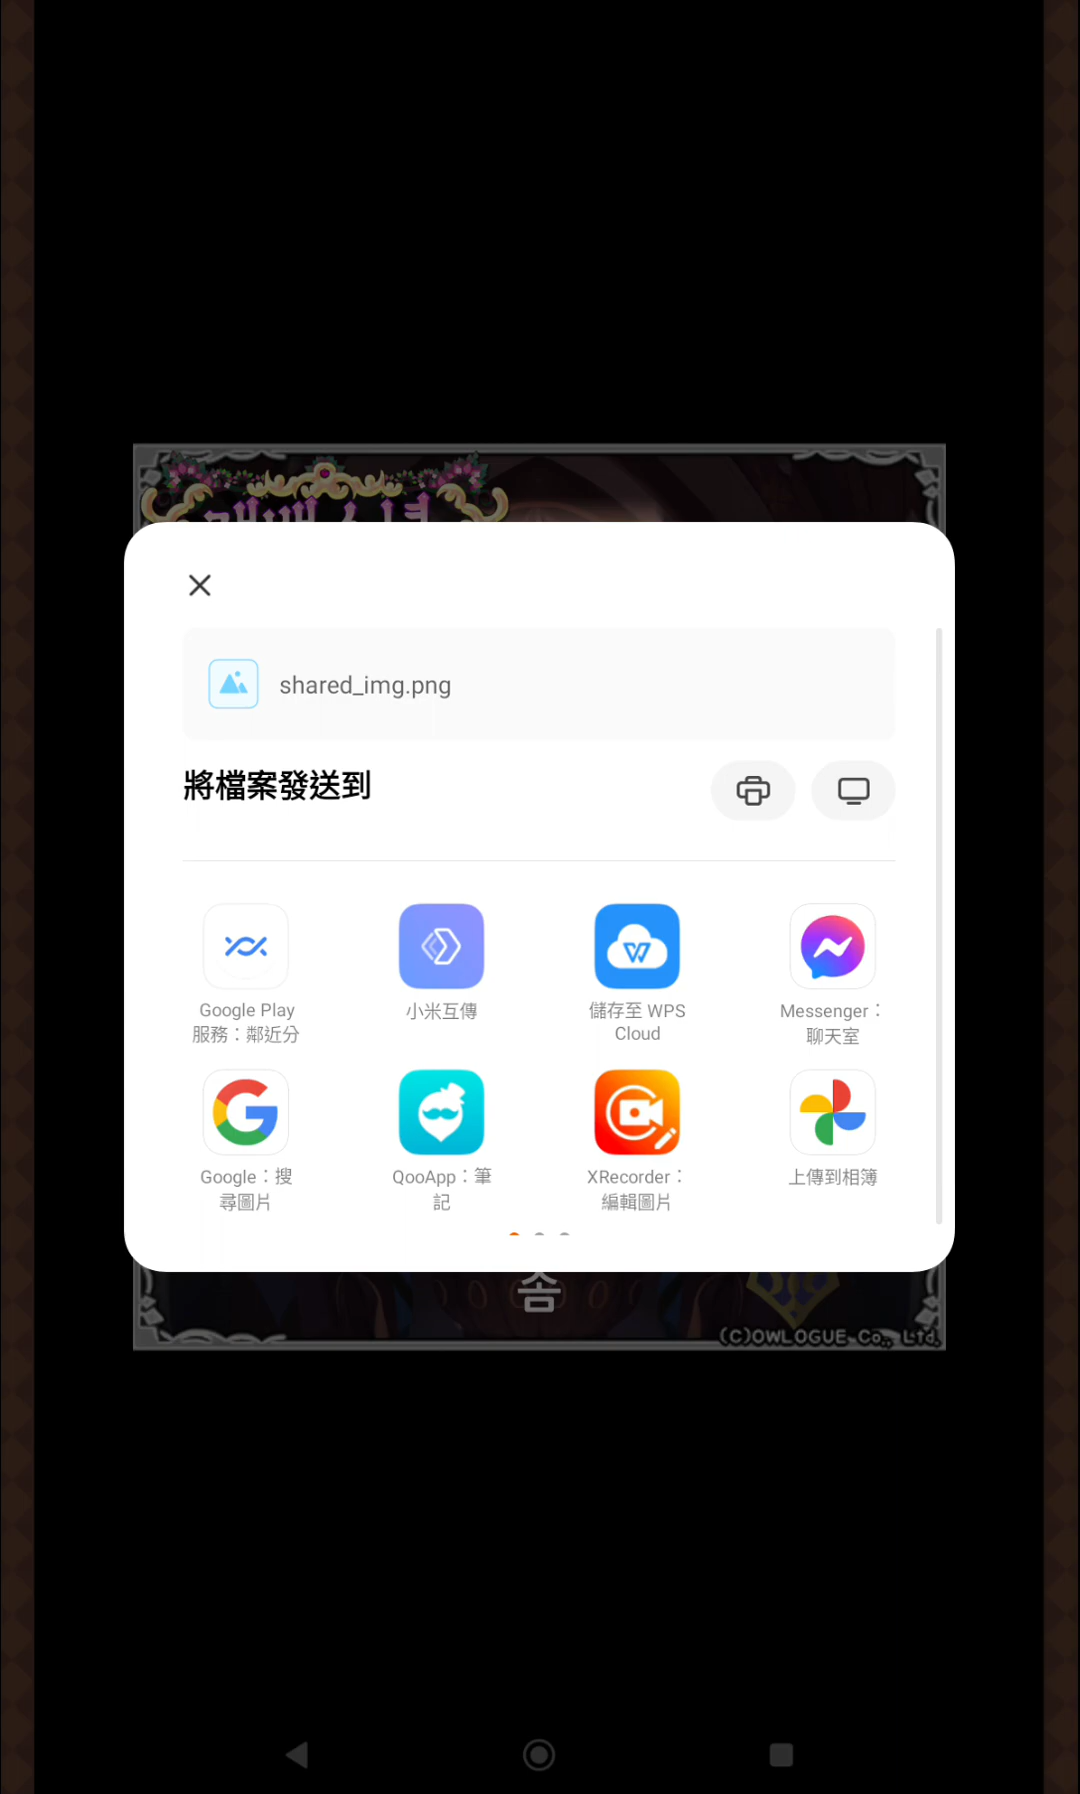 shared_img.png
將檔案發送到
Google Play
服務：鄰近分
小米互傳
儲存至 WPS
Cloud
Messenger：
聊天室
Google：搜
尋圖片
QooApp：筆
記
XRecorder：
編輯圖片
上傳到相簿
솜
(C)OWLOGUE Co., Ltd.